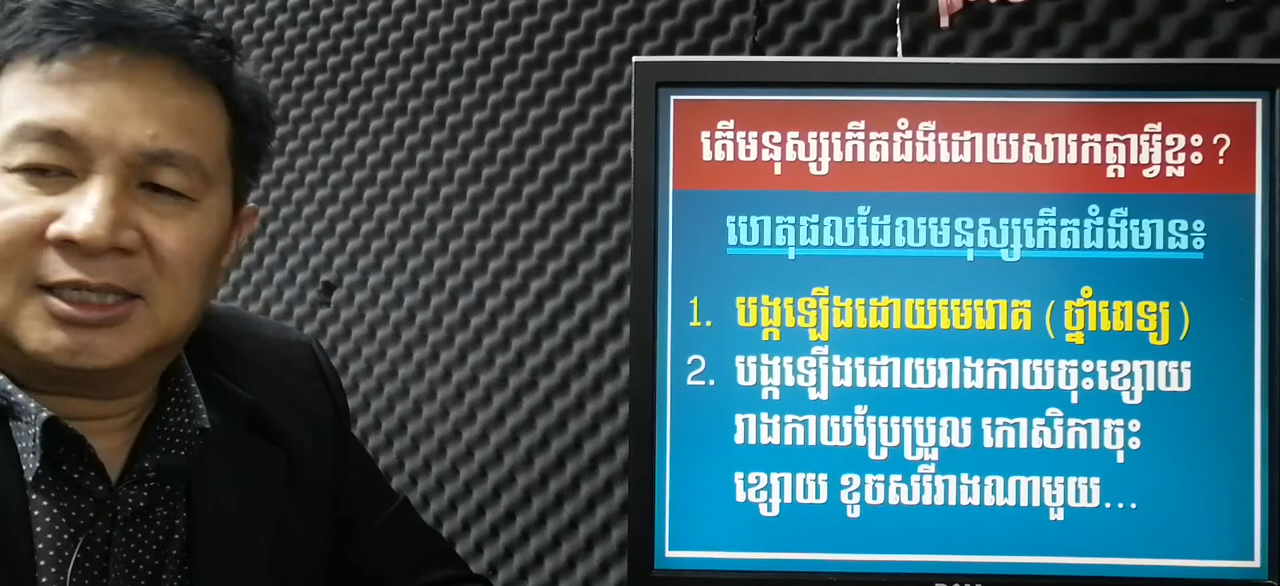 តើមនុស្សកើតជំងឺដោយសារកត្តាអ្វីខ្លះ ?
ហេតុផលដែលមនុស្សកើតជំងឺមាន៖
1. បង្កឡើងដោយមេរោគ ( ថ្នាំពេទ្យ )
2. បង្កឡើងដោយរាងកាយចុះខ្សោយ
រាងកាយប្រែប្រួល កោសិកាចុះ
ខ្សោយ ខូចសរីរាងណាមួយ...